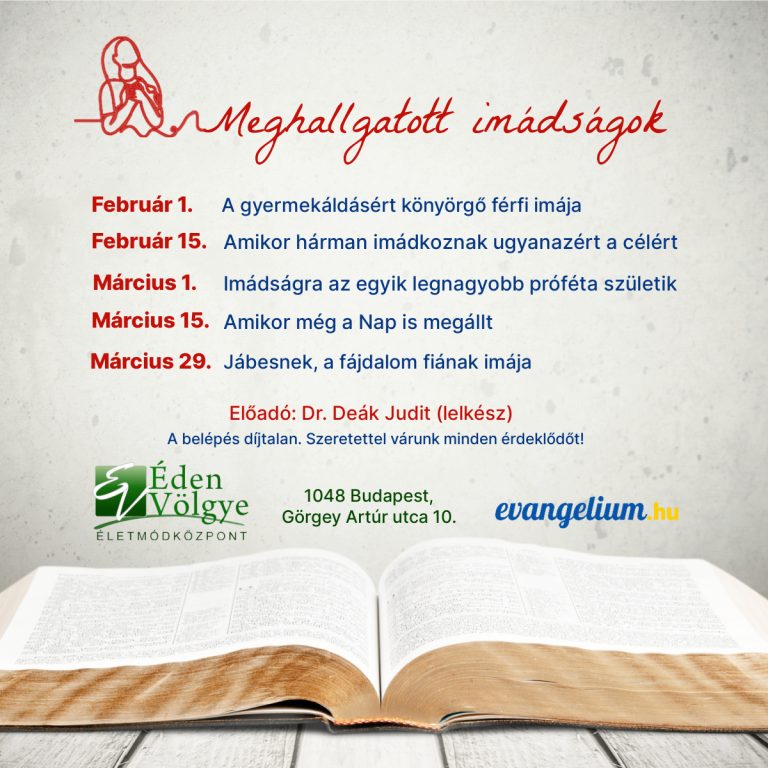 Meghallgatott imádságok
Február 1. A gyermekáldásért könyörgő férfi imája
Február 15. Amikor hárman imádkoznak ugyanazért a célért
Március 1. Imádságra az egyik legnagyobb próféta születik
Március 15. Amikor még a Nap is megállt
Március 29. Jábesnek, a fájdalom fiának imája
Előadó: Dr. Deák Judit (lelkész)
A belépés díjtalan. Szeretettel várunk minden érdeklődőt!
ÉV Éden
Völgye
ÉLETMÓDKÖZPONT
1048 Budapest,
Görgey Artúr utca 10.
evangelium.hu